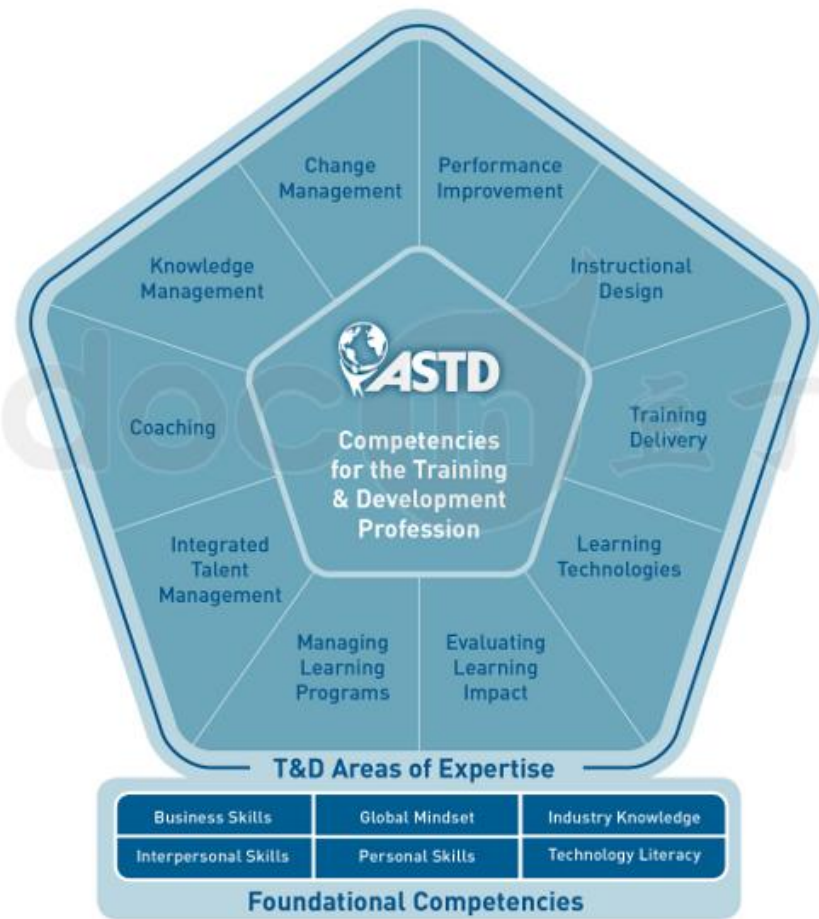 Change
Management
Performance
Improvement
Knowledge
Management
Instructional
Design
ASTD
Competencies
for the Training
& Development
Profession
Coaching
Training
Delivery
Integrated
Talent
Management
Learning
Technologies
Managing
Learning
Programs
Evaluating
Learning
Impact
T&D Areas of Expertise
Business Skills
Global Mindset
Industry Knowledge
Interpersonal Skills
Personal Skills
Technology Literacy
Foundational Competencies
docin